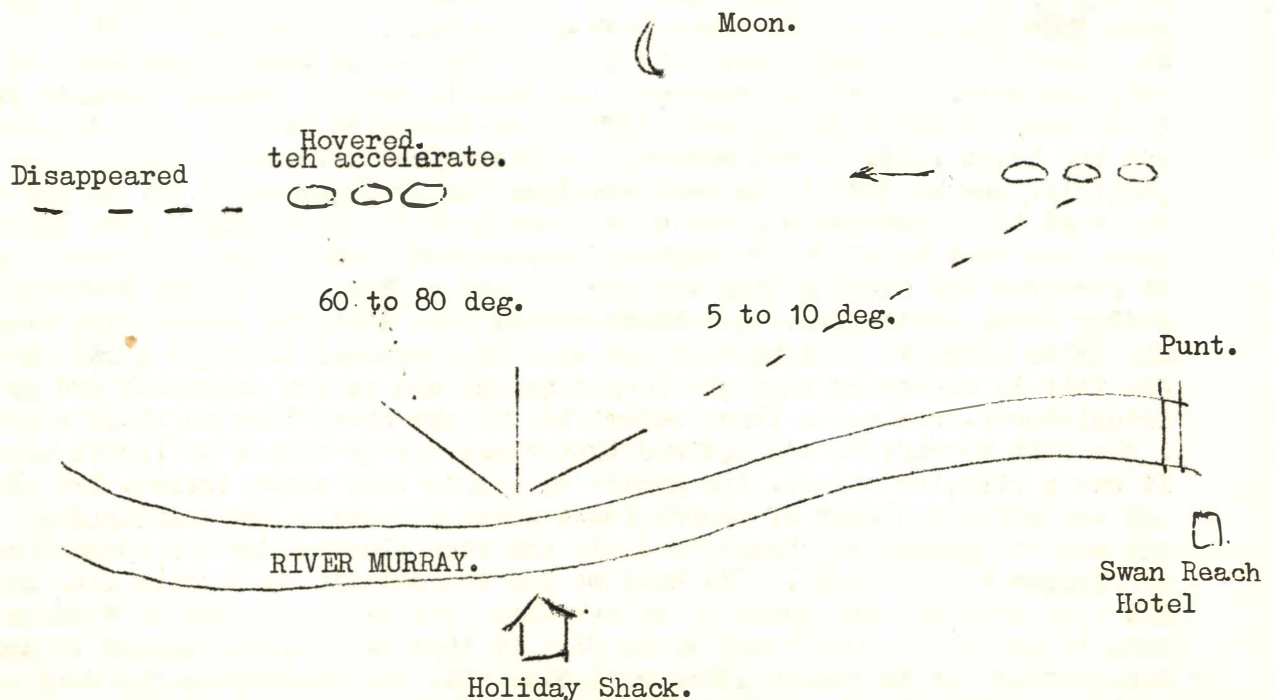 Moon.
Hovered.
teh accelerate.
Disappeared
60 to 80 deg.
5 to 10 deg.
Punt.
RIVER MURRAY.
Swan Reach
Hotel
Holiday Shack.